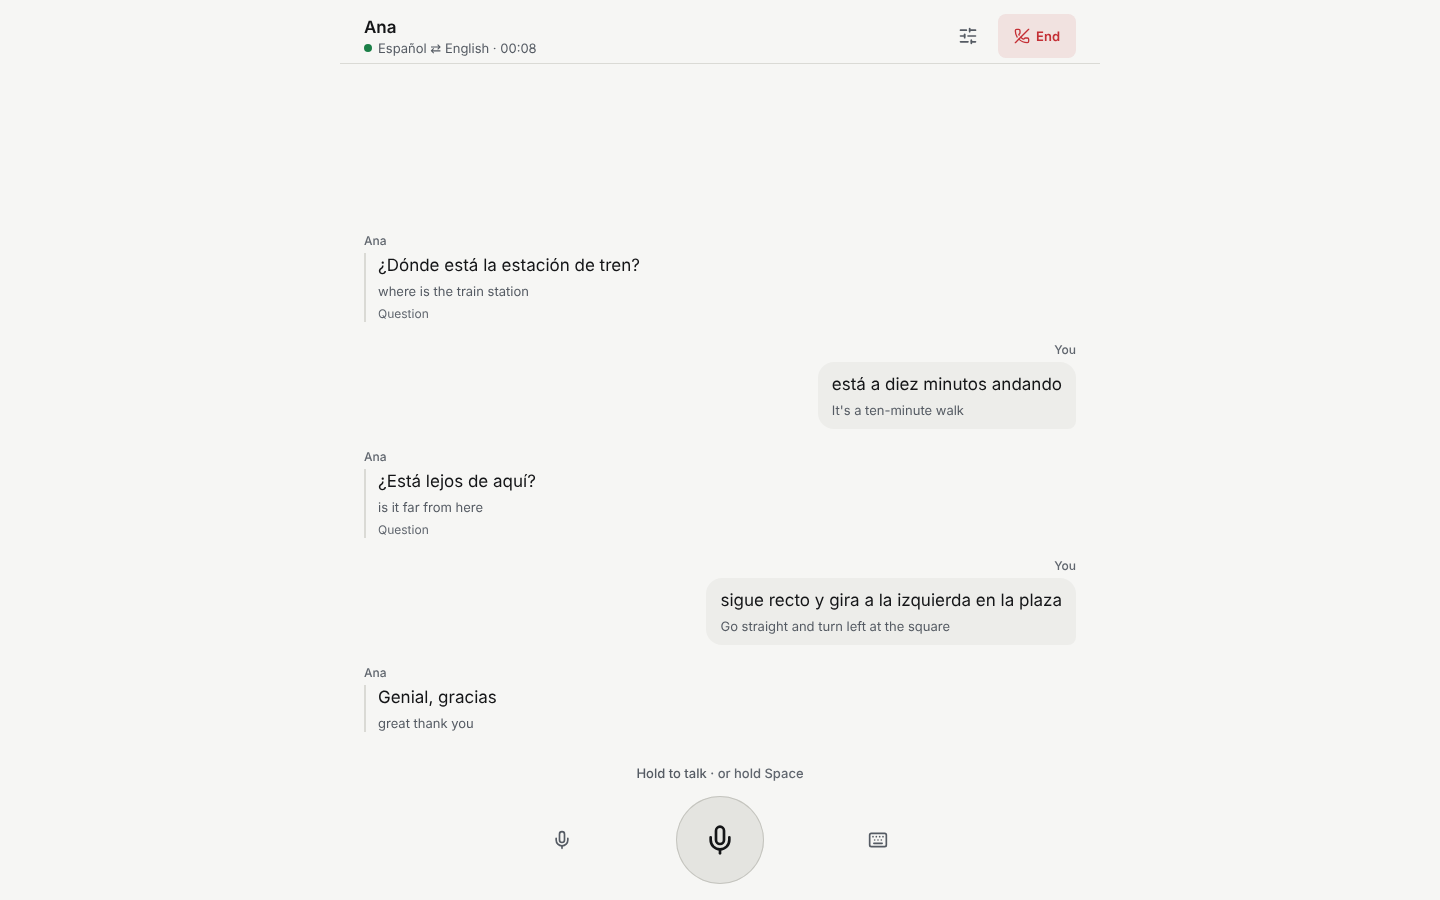 Ana
Español ⇄ English · 00:08
End
Ana
¿Dónde está la estación de tren?
where is the train station
Question
You
está a diez minutos andando
It's a ten-minute walk
Ana
¿Está lejos de aquí?
is it far from here
Question
You
sigue recto y gira a la izquierda en la plaza
Go straight and turn left at the square
Ana
Genial, gracias
great thank you
Hold to talk · or hold Space